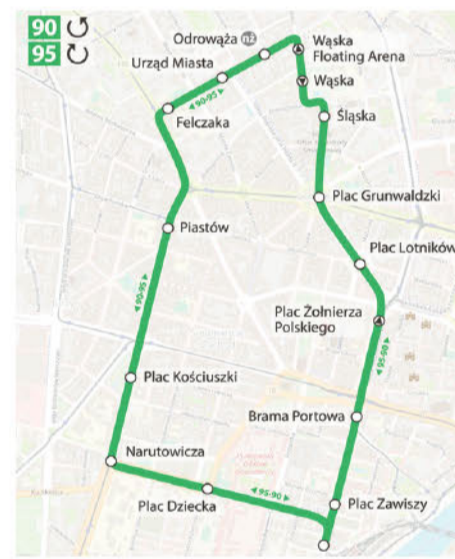 90
95
Odrowąża nż
Urząd Miasta
Wąska
Floating Arena
Wąska
◄90-95►
Felczaka
Śląska
Plac Grunwaldzki
Piastów
Plac Lotników
◄90-95►
Plac Żołnierza
Polskiego
◄95-90►
Plac Kościuszki
Brama Portowa
Narutowicza
Plac Dziecka
◄95-90►
Plac Zawiszy